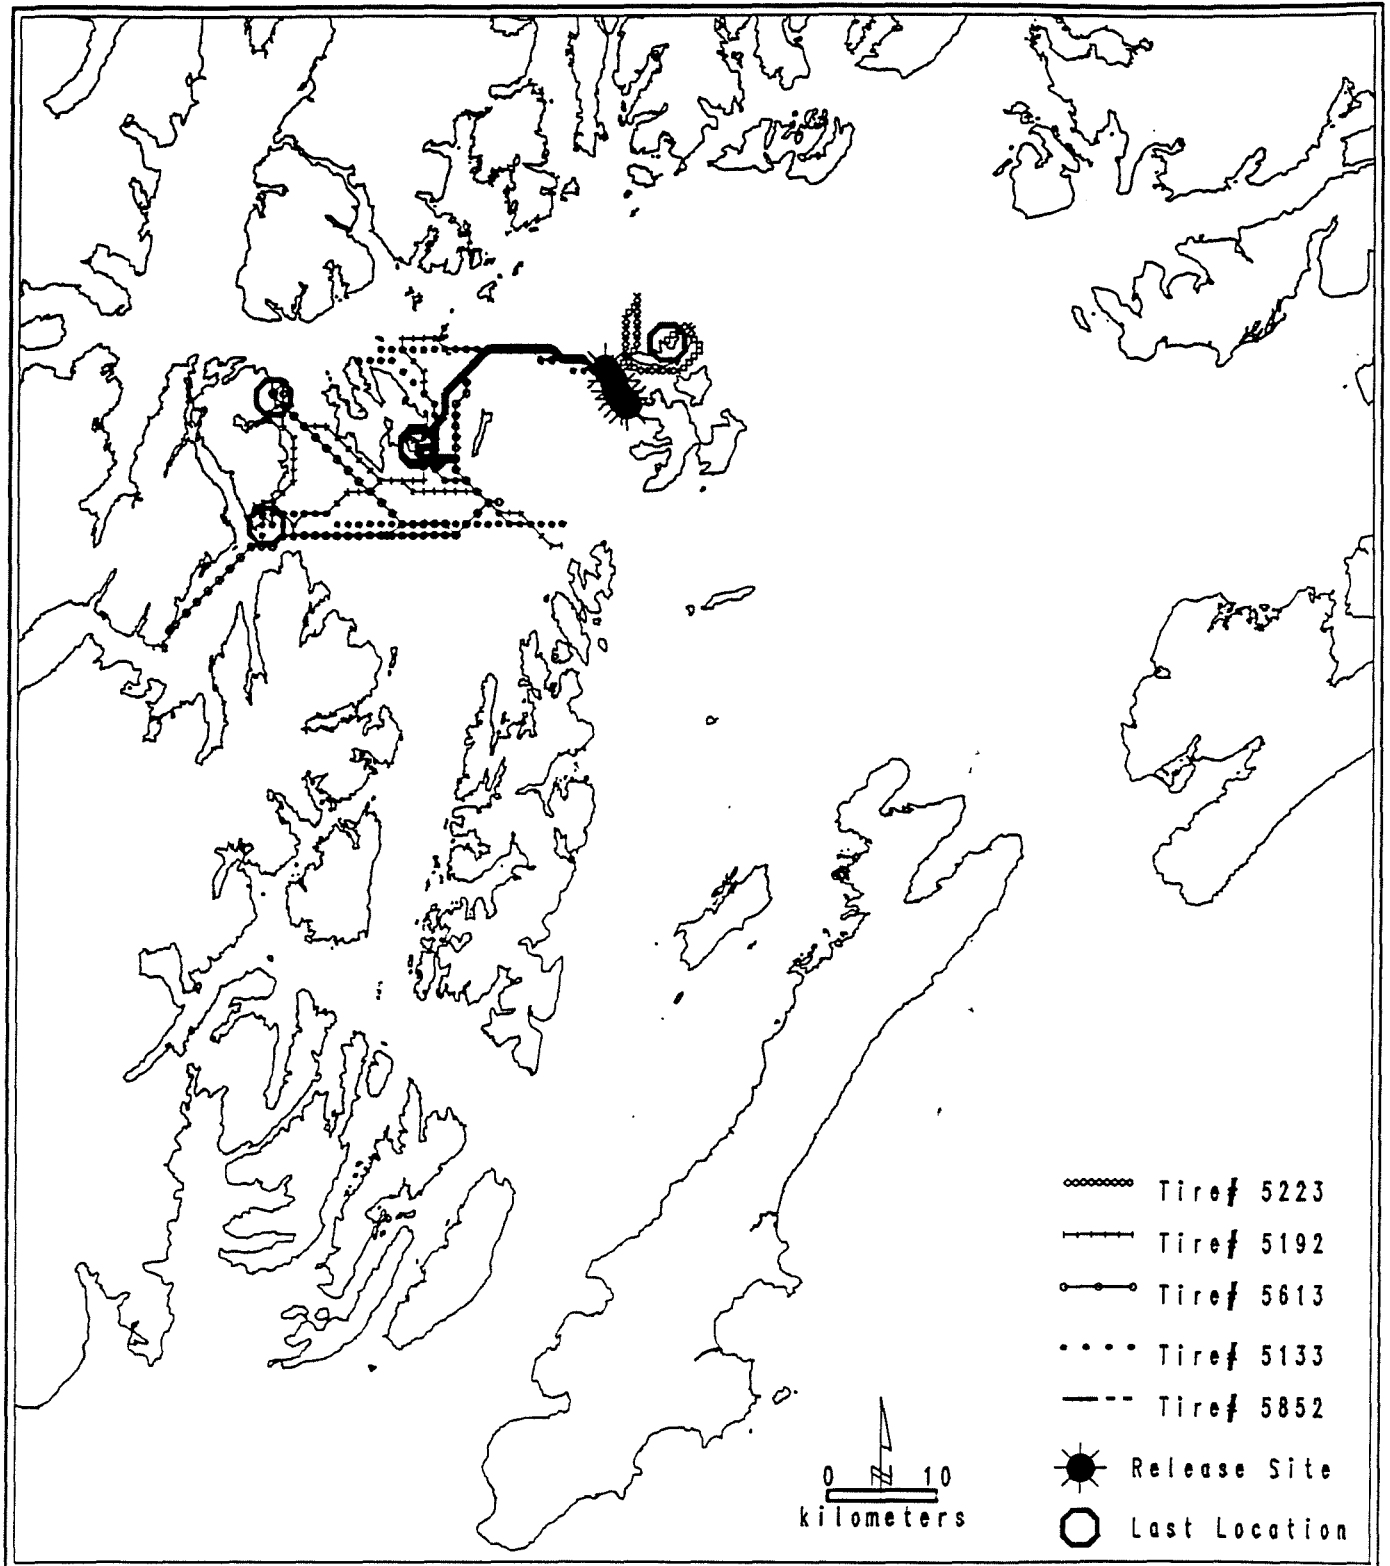 Tire# 5223
Tire# 5192
Tire# 5613
Tire# 5133
Tire# 5852
Release Site
Last Location
0 N 10
kilometers